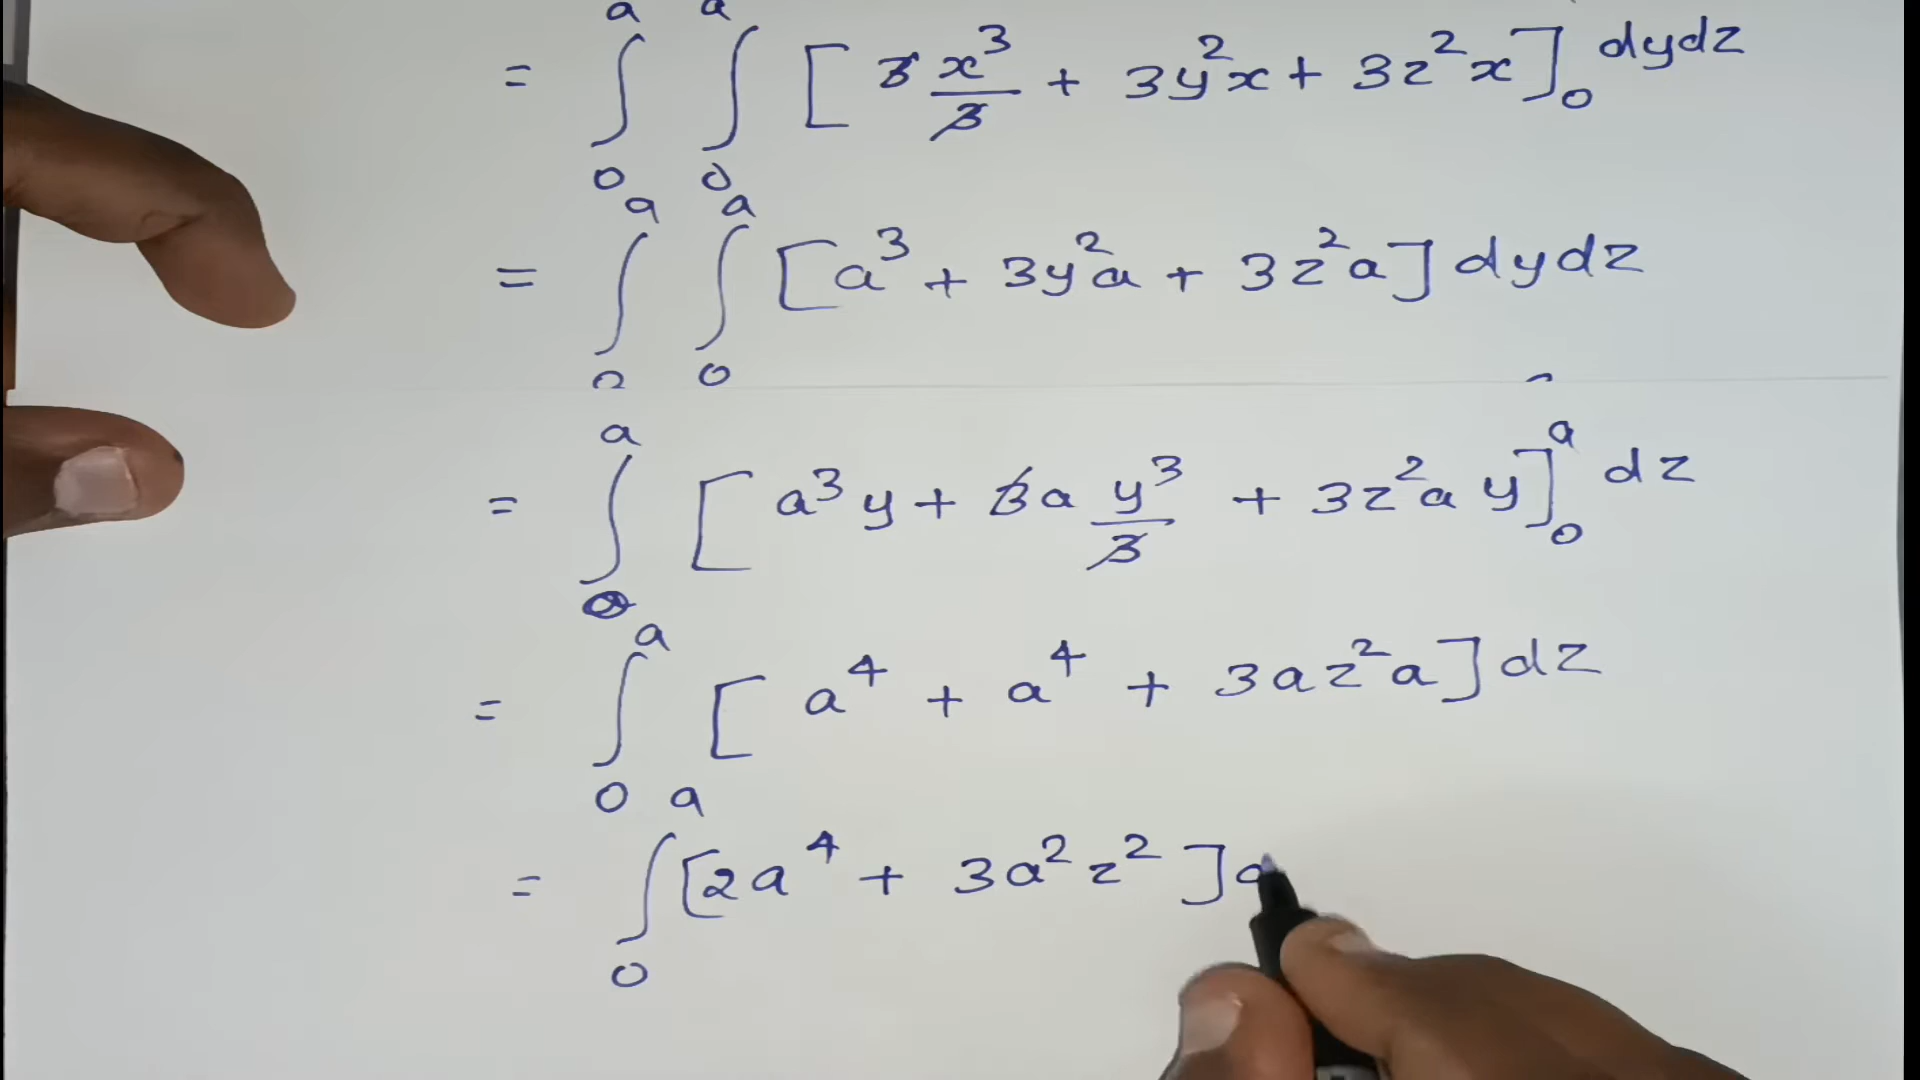 = ∫₀ᵃ ∫₀ᵃ [3 x³/3 + 3y²x + 3z²x]₀ dydz
= ∫₀ᵃ ∫₀ᵃ [a³ + 3y²a + 3z²a] dydz
= ∫₀ᵃ [a³y + 3a y³/3 + 3z²a y]₀ᵃ dz
= ∫₀ᵃ [a⁴ + a⁴ + 3az²a] dz
= ∫₀ᵃ [2a⁴ + 3a²z²]